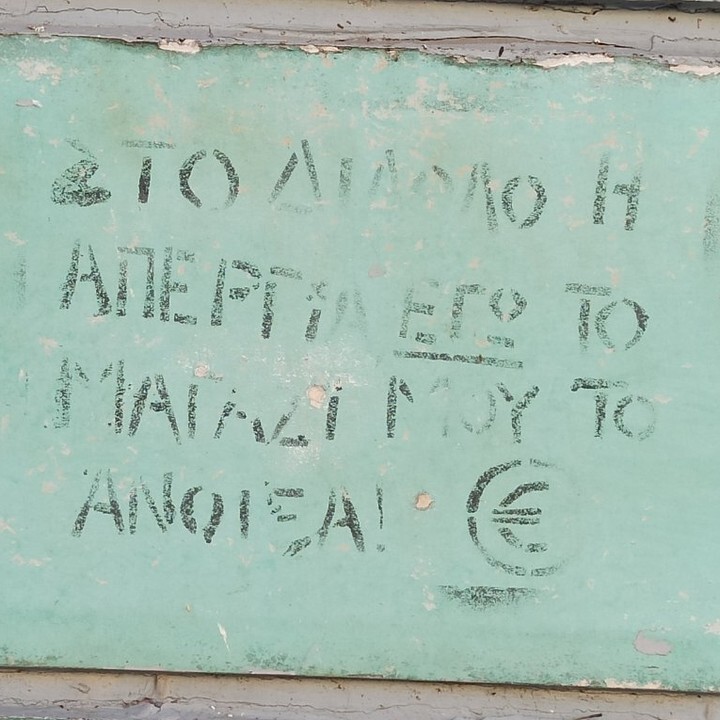 ΣΤΟ ΔΙΑΟΛΟ Η
ΑΠΕΡΓΙΑ ΕΓΩ ΤΟ
ΜΑΓΑΖΙ ΜΟΥ ΤΟ
ΑΝΟΙΞΑ! €